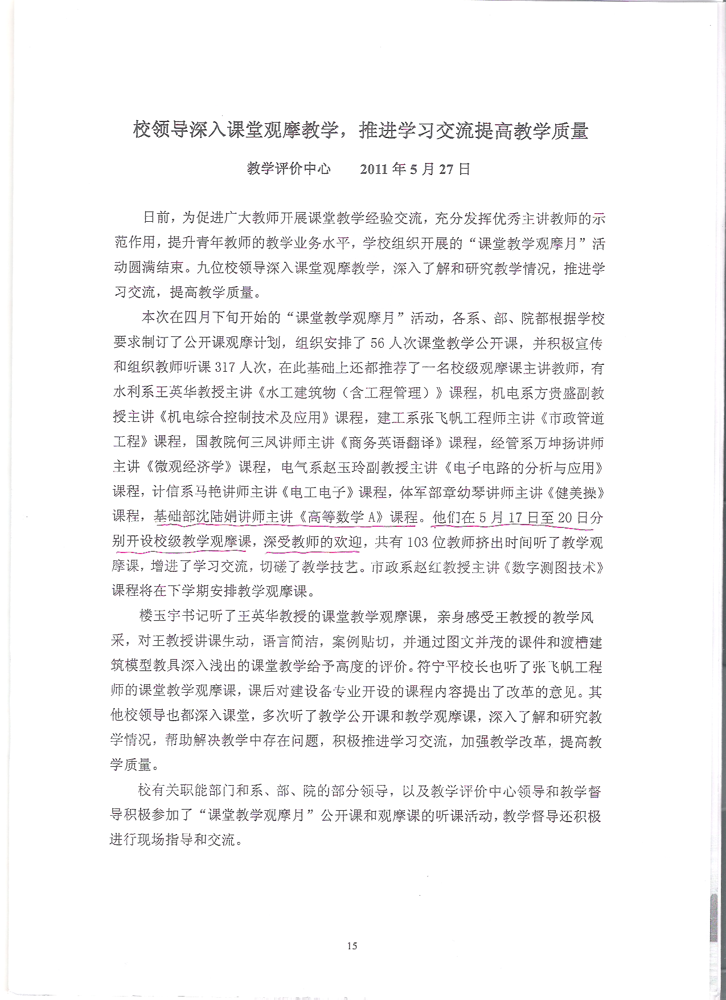 校领导深入课堂观摩教学，推进学习交流提高教学质量
教学评价中心 2011 年 5 月 27 日
日前，为促进广大教师开展课堂教学经验交流，充分发挥优秀主讲教师的示
范作用，提升青年教师的教学业务水平，学校组织开展的“课堂教学观摩月”活
动圆满结束。九位校领导深入课堂观摩教学，深入了解和研究教学情况，推进学
习交流，提高教学质量。
本次在四月下旬开始的“课堂教学观摩月”活动，各系、部、院都根据学校
要求制订了公开课观摩计划，组织安排了 56 人次课堂教学公开课，并积极宣传
和组织教师听课 317 人次，在此基础上还都推荐了一名校级观摩课主讲教师，有
水利系王英华教授主讲《水工建筑物（含工程管理）》课程，机电系方贵盛副教
授主讲《机电综合控制技术及应用》课程，建工系张飞帆工程师主讲《市政管道
工程》课程，国教院何三凤讲师主讲《商务英语翻译》课程，经管系万坤扬讲师
主讲《微观经济学》课程，电气系赵玉玲副教授主讲《电子电路的分析与应用》
课程，计信系马艳讲师主讲《电工电子》课程，体军部章幼琴讲师主讲《健美操》
课程，基础部沈陆娟讲师主讲《高等数学 A》课程。他们在 5 月 17 日至 20 日分
别开设校级教学观摩课，深受教师的欢迎，共有 103 位教师挤出时间听了教学观
摩课，增进了学习交流，切磋了教学技艺。市政系赵红教授主讲《数字测图技术》
课程将在下学期安排教学观摩课。
楼玉宇书记听了王英华教授的课堂教学观摩课，亲身感受王教授的教学风
采，对王教授讲课生动，语言简洁，案例贴切，并通过图文并茂的课件和渡槽建
筑模型教具深入浅出的课堂教学给予高度的评价。符宁平校长也听了张飞帆工程
师的课堂教学观摩课，课后对建设备专业开设的课程内容提出了改革的意见。其
他校领导也都深入课堂，多次听了教学公开课和教学观摩课，深入了解和研究教
学情况，帮助解决教学中存在问题，积极推进学习交流，加强教学改革，提高教
学质量。
校有关职能部门和系、部、院的部分领导，以及教学评价中心领导和教学督
导积极参加了“课堂教学观摩月”公开课和观摩课的听课活动，教学督导还积极
进行现场指导和交流。
15